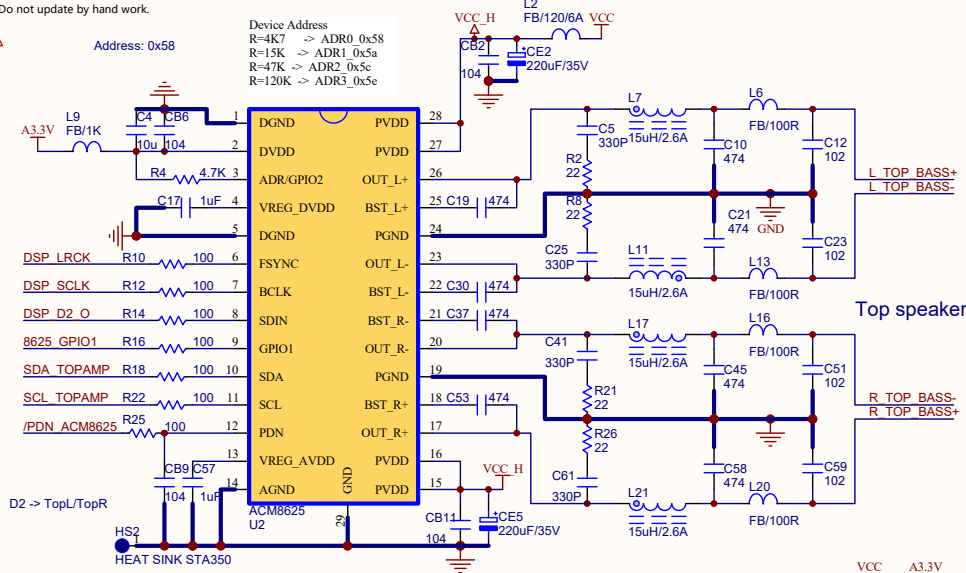 Do not update by hand work.
Address: 0x58
Device Address
R=4K7 -> ADR0_0x58
R=15K -> ADR1_0x5a
R=47K -> ADR2_0x5c
R=120K -> ADR3_0x5e
VCC_H
L2
FB/120/6A
VCC
CB2
104
CE2
220uF/35V
A3.3V
L9
FB/1K
C4
10u
CB6
104
R4
4.7K
C17
1uF
DSP_LRCK
R10
100
DSP_SCLK
R12
100
DSP_D2_O
R14
100
8625_GPIO1
R16
100
SDA_TOPAMP
R18
100
SCL_TOPAMP
R22
100
/PDN_ACM8625
R25
100
CB9
104
C57
1uF
D2 -> TopL/TopR
HS2
1
HEAT SINK STA350
1 DGND
2 DVDD
3 ADR/GPIO2
4 VREG_DVDD
5 DGND
6 FSYNC
7 BCLK
8 SDIN
9 GPIO1
10 SDA
11 SCL
12 PDN
13 VREG_AVDD
14 AGND
GND
29
PVDD 28
PVDD 27
OUT_L+ 26
BST_L+ 25
PGND 24
OUT_L- 23
BST_L- 22
BST_R- 21
OUT_R- 20
PGND 19
BST_R+ 18
OUT_R+ 17
PVDD 16
PVDD 15
ACM8625
U2
C19
474
C30
474
C37
474
C53
474
VCC_H
CB11
104
CE5
220uF/35V
C5
330P
R2
22
R8
22
C25
330P
L7
15uH/2.6A
L11
15uH/2.6A
C10
474
C21
474
L6
FB/100R
L13
FB/100R
C12
102
C23
102
GND
L_TOP_BASS+
L_TOP_BASS-
Top speaker
C41
330P
R21
22
R26
22
C61
330P
L17
15uH/2.6A
L21
15uH/2.6A
C45
474
C58
474
L16
FB/100R
L20
FB/100R
C51
102
C59
102
R_TOP_BASS-
R_TOP_BASS+
VCC
A3.3V